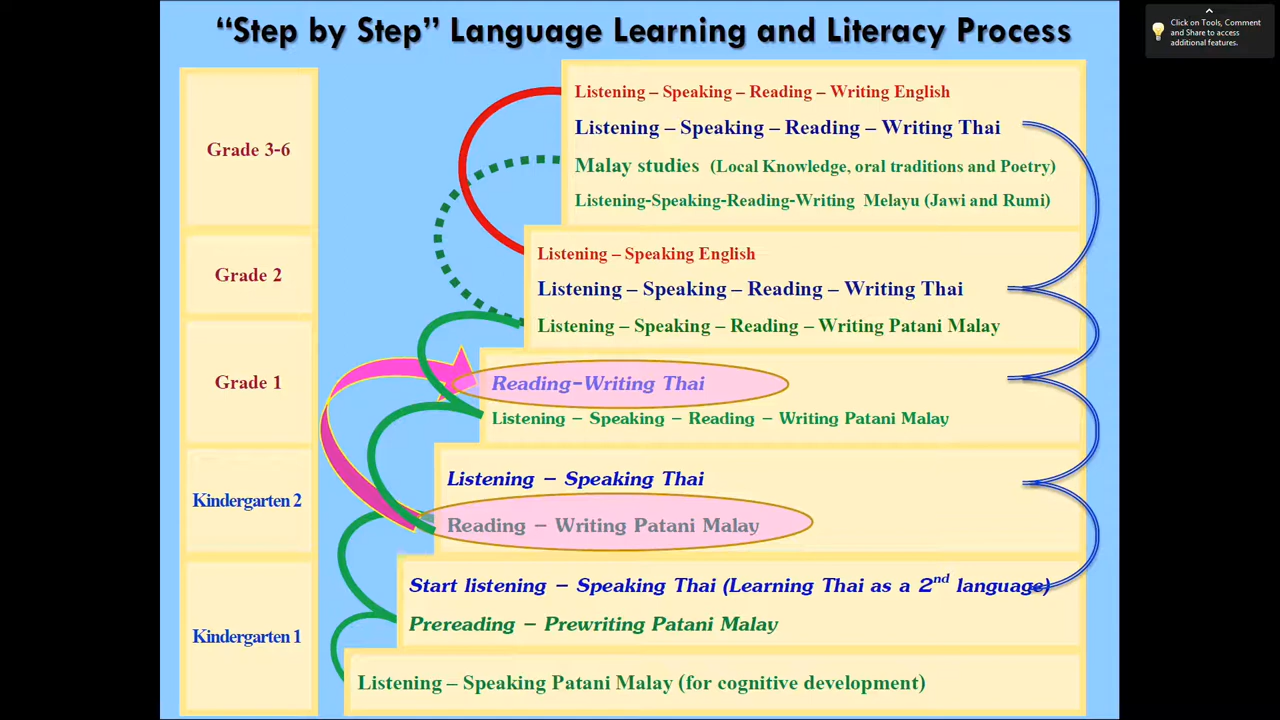 “Step by Step” Language Learning and Literacy Process
Click on Tools, Comment
and Share to access
additional features.
Grade 3-6
Listening – Speaking – Reading – Writing English
Listening – Speaking – Reading – Writing Thai
Malay studies (Local Knowledge, oral traditions and Poetry)
Listening-Speaking-Reading-Writing Melayu (Jawi and Rumi)
Grade 2
Listening – Speaking English
Listening – Speaking – Reading – Writing Thai
Listening – Speaking – Reading – Writing Patani Malay
Grade 1
Reading-Writing Thai
Listening – Speaking – Reading – Writing Patani Malay
Kindergarten 2
Listening – Speaking Thai
Reading – Writing Patani Malay
Kindergarten 1
Start listening – Speaking Thai (Learning Thai as a 2nd language)
Prereading – Prewriting Patani Malay
Listening – Speaking Patani Malay (for cognitive development)